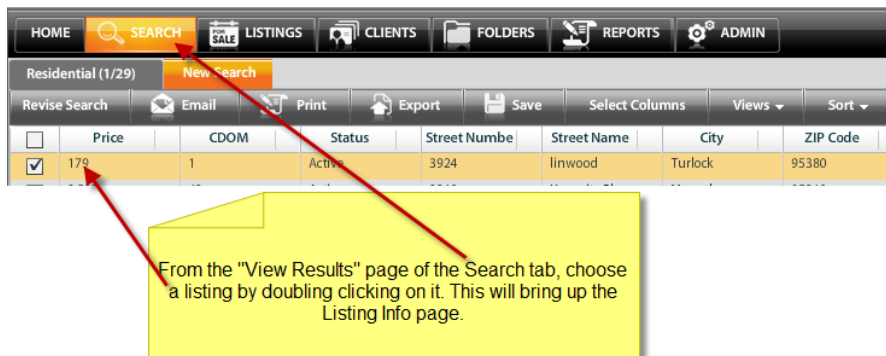 HOME SEARCH FOR SALE LISTINGS CLIENTS FOLDERS REPORTS ADMIN
Residential (1/29) New Search
Revise Search Email Print Export Save Select Columns Views Sort
Price CDOM Status Street Numbe Street Name City ZIP Code
179 1 Active 3924 linwood Turlock 95380
From the "View Results" page of the Search tab, choose
a listing by doubling clicking on it. This will bring up the
Listing Info page.